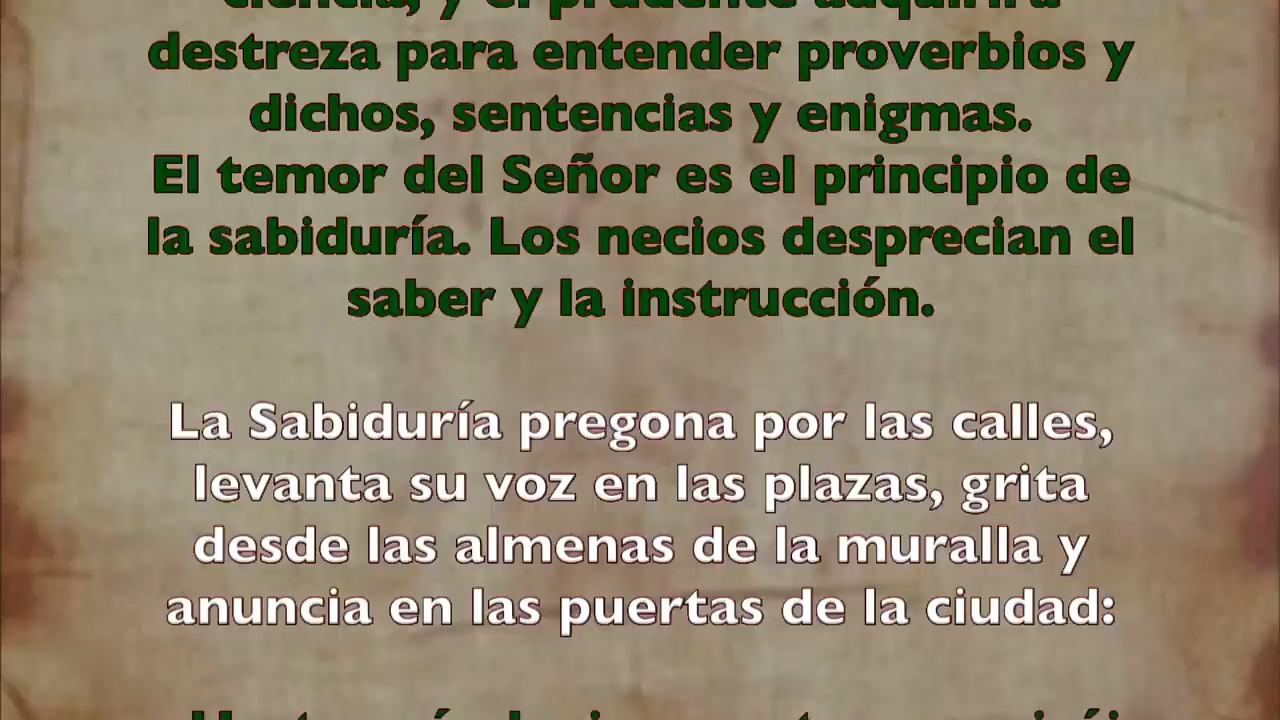 ciencia, y el prudente adquirirá
destreza para entender proverbios y
dichos, sentencias y enigmas.
El temor del Señor es el principio de
la sabiduría. Los necios desprecian el
saber y la instrucción.
La Sabiduría pregona por las calles,
levanta su voz en las plazas, grita
desde las almenas de la muralla y
anuncia en las puertas de la ciudad: